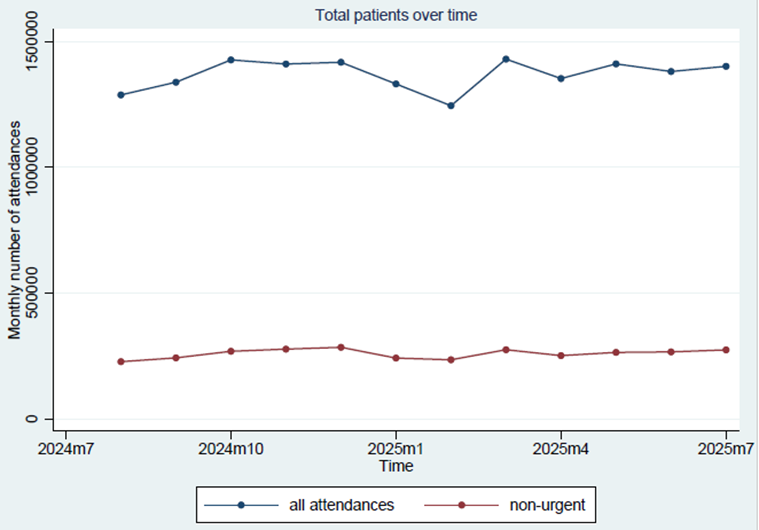 Total patients over time
Monthly number of attendances
1500000
1000000
500000
0
2024m7 2024m10 2025m1 2025m4 2025m7
Time
all attendances non-urgent